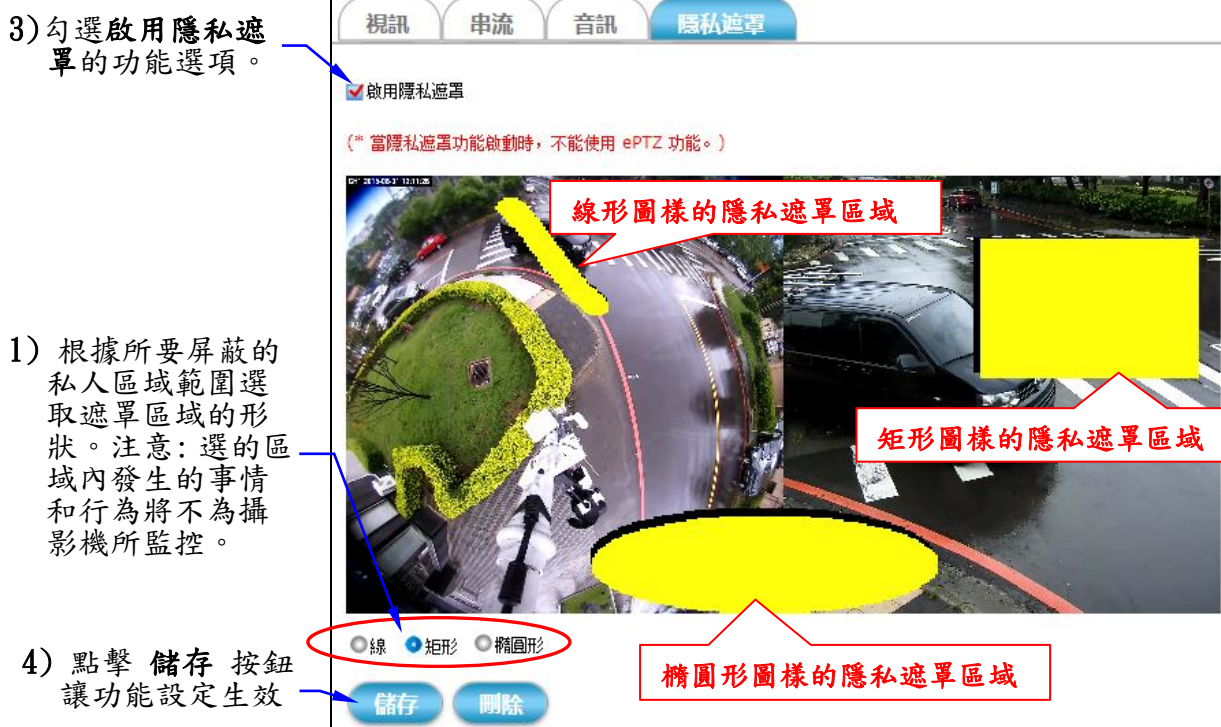 3)勾選啟用隱私遮
罩的功能選項。
視訊
串流
音訊
隱私遮罩
啟用隱私遮罩
(* 當隱私遮罩功能啟動時，不能使用 ePTZ 功能。)
線形圖樣的隱私遮罩區域
1) 根據所要屏蔽的
私人區域範圍選
取遮罩區域的形
狀。注意: 選的區
域內發生的事情
和行為將不為攝
影機所監控。
矩形圖樣的隱私遮罩區域
線
矩形
橢圓形
橢圓形圖樣的隱私遮罩區域
4) 點擊 儲存 按鈕
讓功能設定生效
儲存
刪除